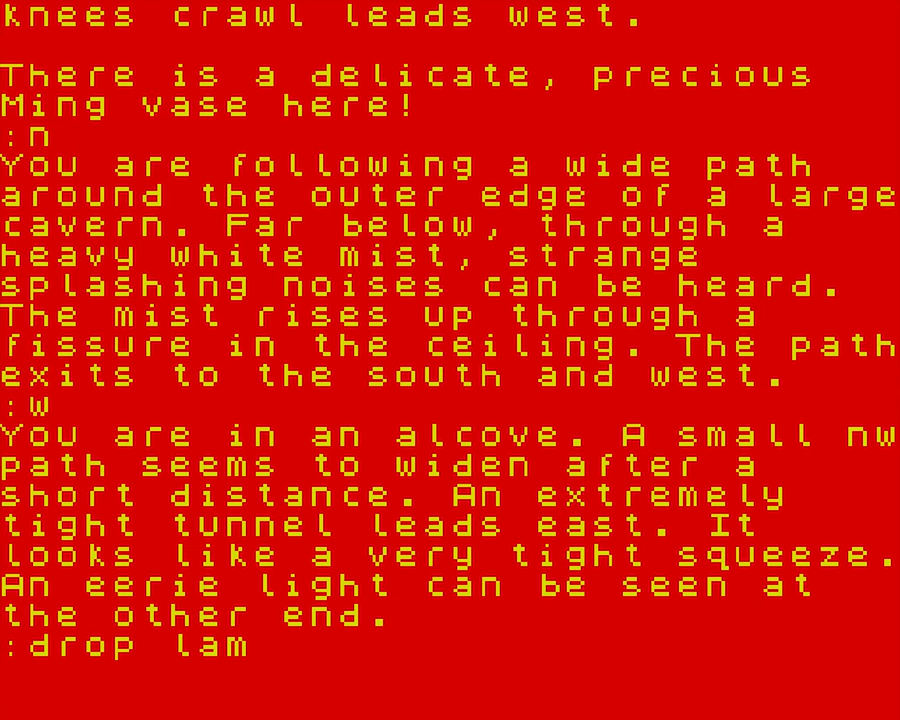 knees crawl leads west.
There is a delicate, precious
Ming vase here!
:n
You are following a wide path
around the outer edge of a large
cavern. Far below, through a
heavy white mist, strange
splashing noises can be heard.
The mist rises up through a
fissure in the ceiling. The path
exits to the south and west.
:w
You are in an alcove. A small nw
path seems to widen after a
short distance. An extremely
tight tunnel leads east. It
looks like a very tight squeeze.
An eerie light can be seen at
the other end.
:drop lam